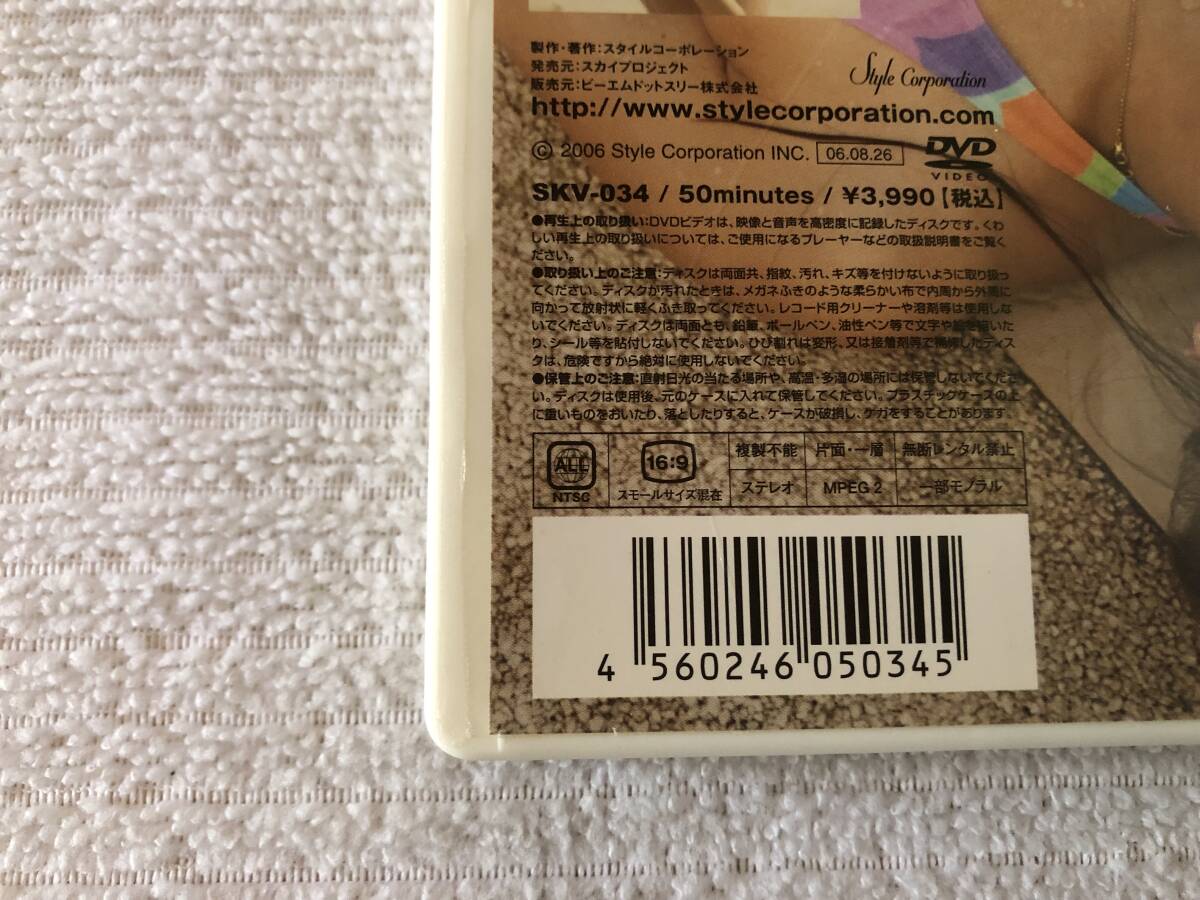 製作・著作:スタイルコーポレーション
発売元:スカイプロジェクト
販売元:ビーエムドットスリー株式会社
Style Corporation
http://www.stylecorporation.com
© 2006 Style Corporation INC. 06.08.26
DVD VIDEO
SKV-034 / 50minutes / ¥3,990【税込】
●再生上の取り扱い:DVDビデオは、映像と音声を高密度に記録したディスクです。くわ
しい再生上の取り扱いについては、ご使用になるプレーヤーなどの取扱説明書をご覧く
ださい。
●取り扱い上のご注意:ディスクは両面共、指紋、汚れ、キズ等を付けないように取り扱っ
てください。ディスクが汚れたときは、メガネふきのような柔らかい布で内周から外周に
向かって放射状に軽くふき取ってください。レコード用クリーナーや溶剤等は使用しな
いでください。ディスクは両面とも、鉛筆、ボールペン、油性ペン等で文字や絵を描いた
り、シール等を貼付しないでください。ひび割れは変形、又は接着剤等で補修したディス
クは、危険ですから絶対に使用しないでください。
●保管上のご注意:直射日光の当たる場所や、高温・多湿の場所には保管しないでくださ
い。ディスクは使用後、元のケースに入れて保管してください。プラスチックケースの上
に重いものをおいたり、落としたりすると、ケースが破損し、ケガをすることがあります。
ALL NTSC
16:9 スモールサイズ混在
複製不能 片面・一層 無断レンタル禁止
ステレオ MPEG 2 一部モノラル
4 560246 050345